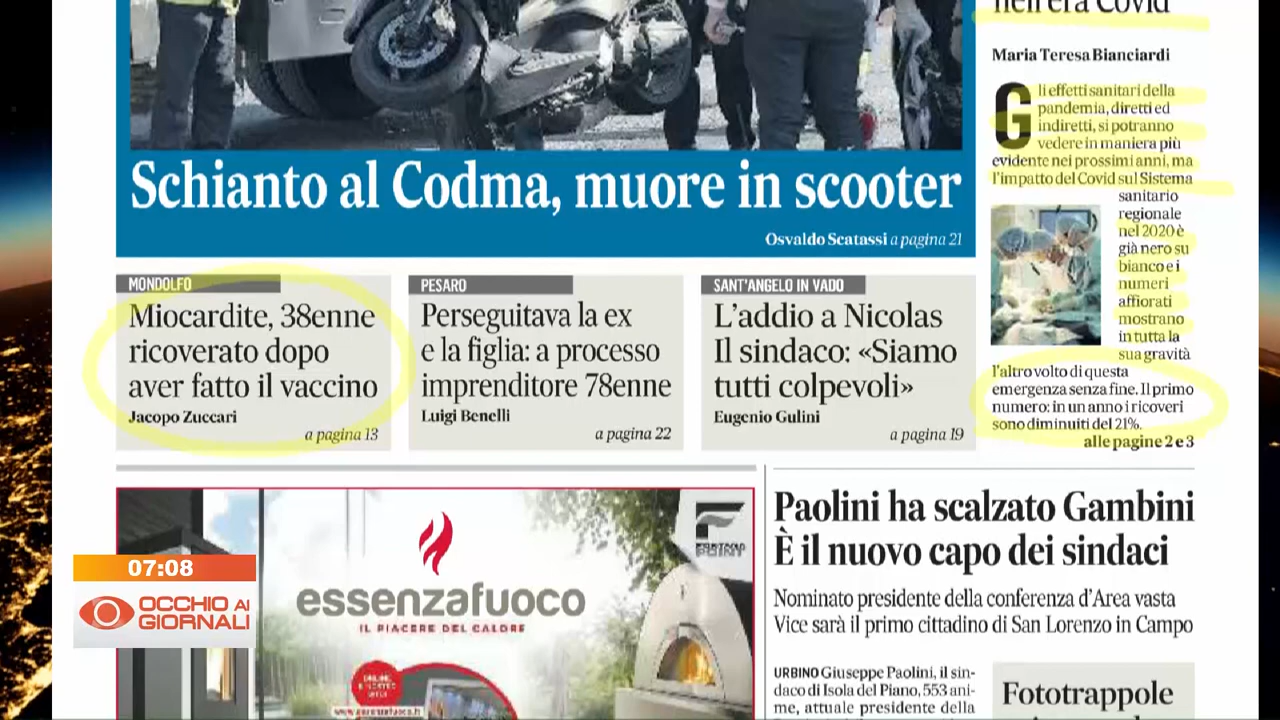 nell'era Covid
Maria Teresa Bianciardi
Gli effetti sanitari della
pandemia, diretti ed
indiretti, si potranno
vedere in maniera più
evidente nei prossimi anni, ma
l'impatto del Covid sul Sistema
sanitario
regionale
nel 2020 è
già nero su
bianco e i
numeri
affiorati
mostrano
in tutta la
sua gravità
l'altro volto di questa
emergenza senza fine. Il primo
numero: in un anno i ricoveri
sono diminuiti del 21%.
alle pagine 2 e 3
Schianto al Codma, muore in scooter
Osvaldo Scatassi a pagina 21
MONDOLFO
Miocardite, 38enne
ricoverato dopo
aver fatto il vaccino
Jacopo Zuccari
a pagina 13
PESARO
Perseguitava la ex
e la figlia: a processo
imprenditore 78enne
Luigi Benelli
a pagina 22
SANT'ANGELO IN VADO
L'addio a Nicolas
Il sindaco: «Siamo
tutti colpevoli»
Eugenio Gulini
a pagina 19
essenzafuoco
IL PIACERE DEL CALORE
POINT
07:08
OCCHIO AI
GIORNALI
Paolini ha scalzato Gambini
È il nuovo capo dei sindaci
Nominato presidente della conferenza d'Area vasta
Vice sarà il primo cittadino di San Lorenzo in Campo
URBINO Giuseppe Paolini, il sin-
daco di Isola del Piano, 553 ani-
me, attuale presidente della
Fototrappole